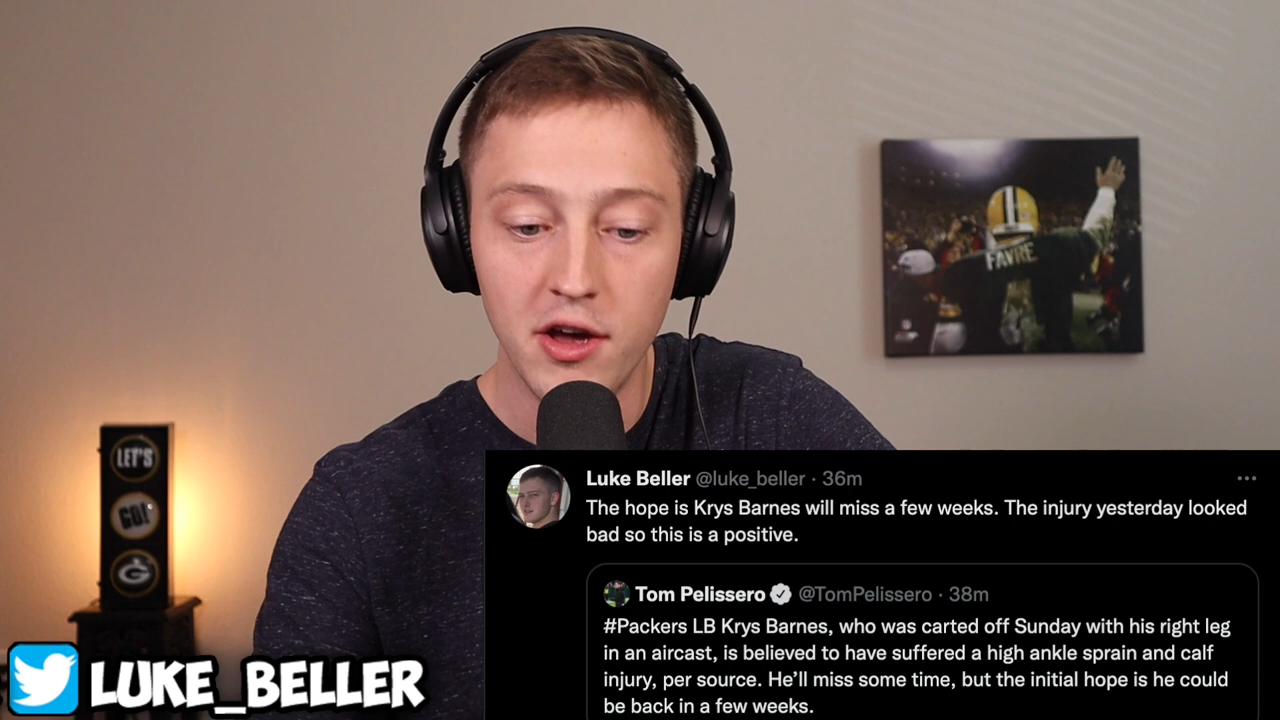 FAVRE
LET'S
GO!
G
Luke Beller @luke_beller · 36m
The hope is Krys Barnes will miss a few weeks. The injury yesterday looked
bad so this is a positive.
Tom Pelissero @TomPelissero · 38m
#Packers LB Krys Barnes, who was carted off Sunday with his right leg
in an aircast, is believed to have suffered a high ankle sprain and calf
injury, per source. He'll miss some time, but the initial hope is he could
be back in a few weeks.
LUKE_BELLER